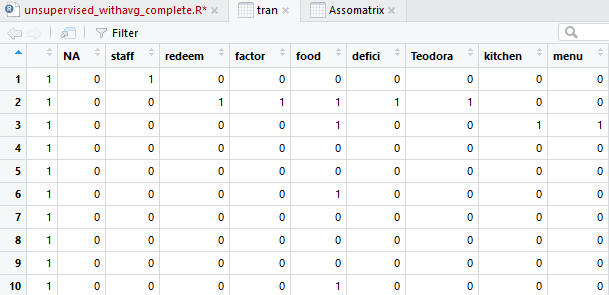 unsupervised_withavg_complete.R* tran Assomatrix
Filter
NA staff redeem factor food defici Teodora kitchen menu
1 1 0 1 0 0 0 0 0 0 0
2 1 0 0 1 1 1 1 1 0 0
3 1 0 0 0 0 1 0 0 1 1
4 1 0 0 0 0 0 0 0 0 0
5 1 0 0 0 0 0 0 0 0 0
6 1 0 0 0 0 1 0 0 0 0
7 1 0 0 0 0 0 0 0 0 0
8 1 0 0 0 0 0 0 0 0 0
9 1 0 0 0 0 0 0 0 0 0
10 1 0 0 0 0 1 0 0 0 0